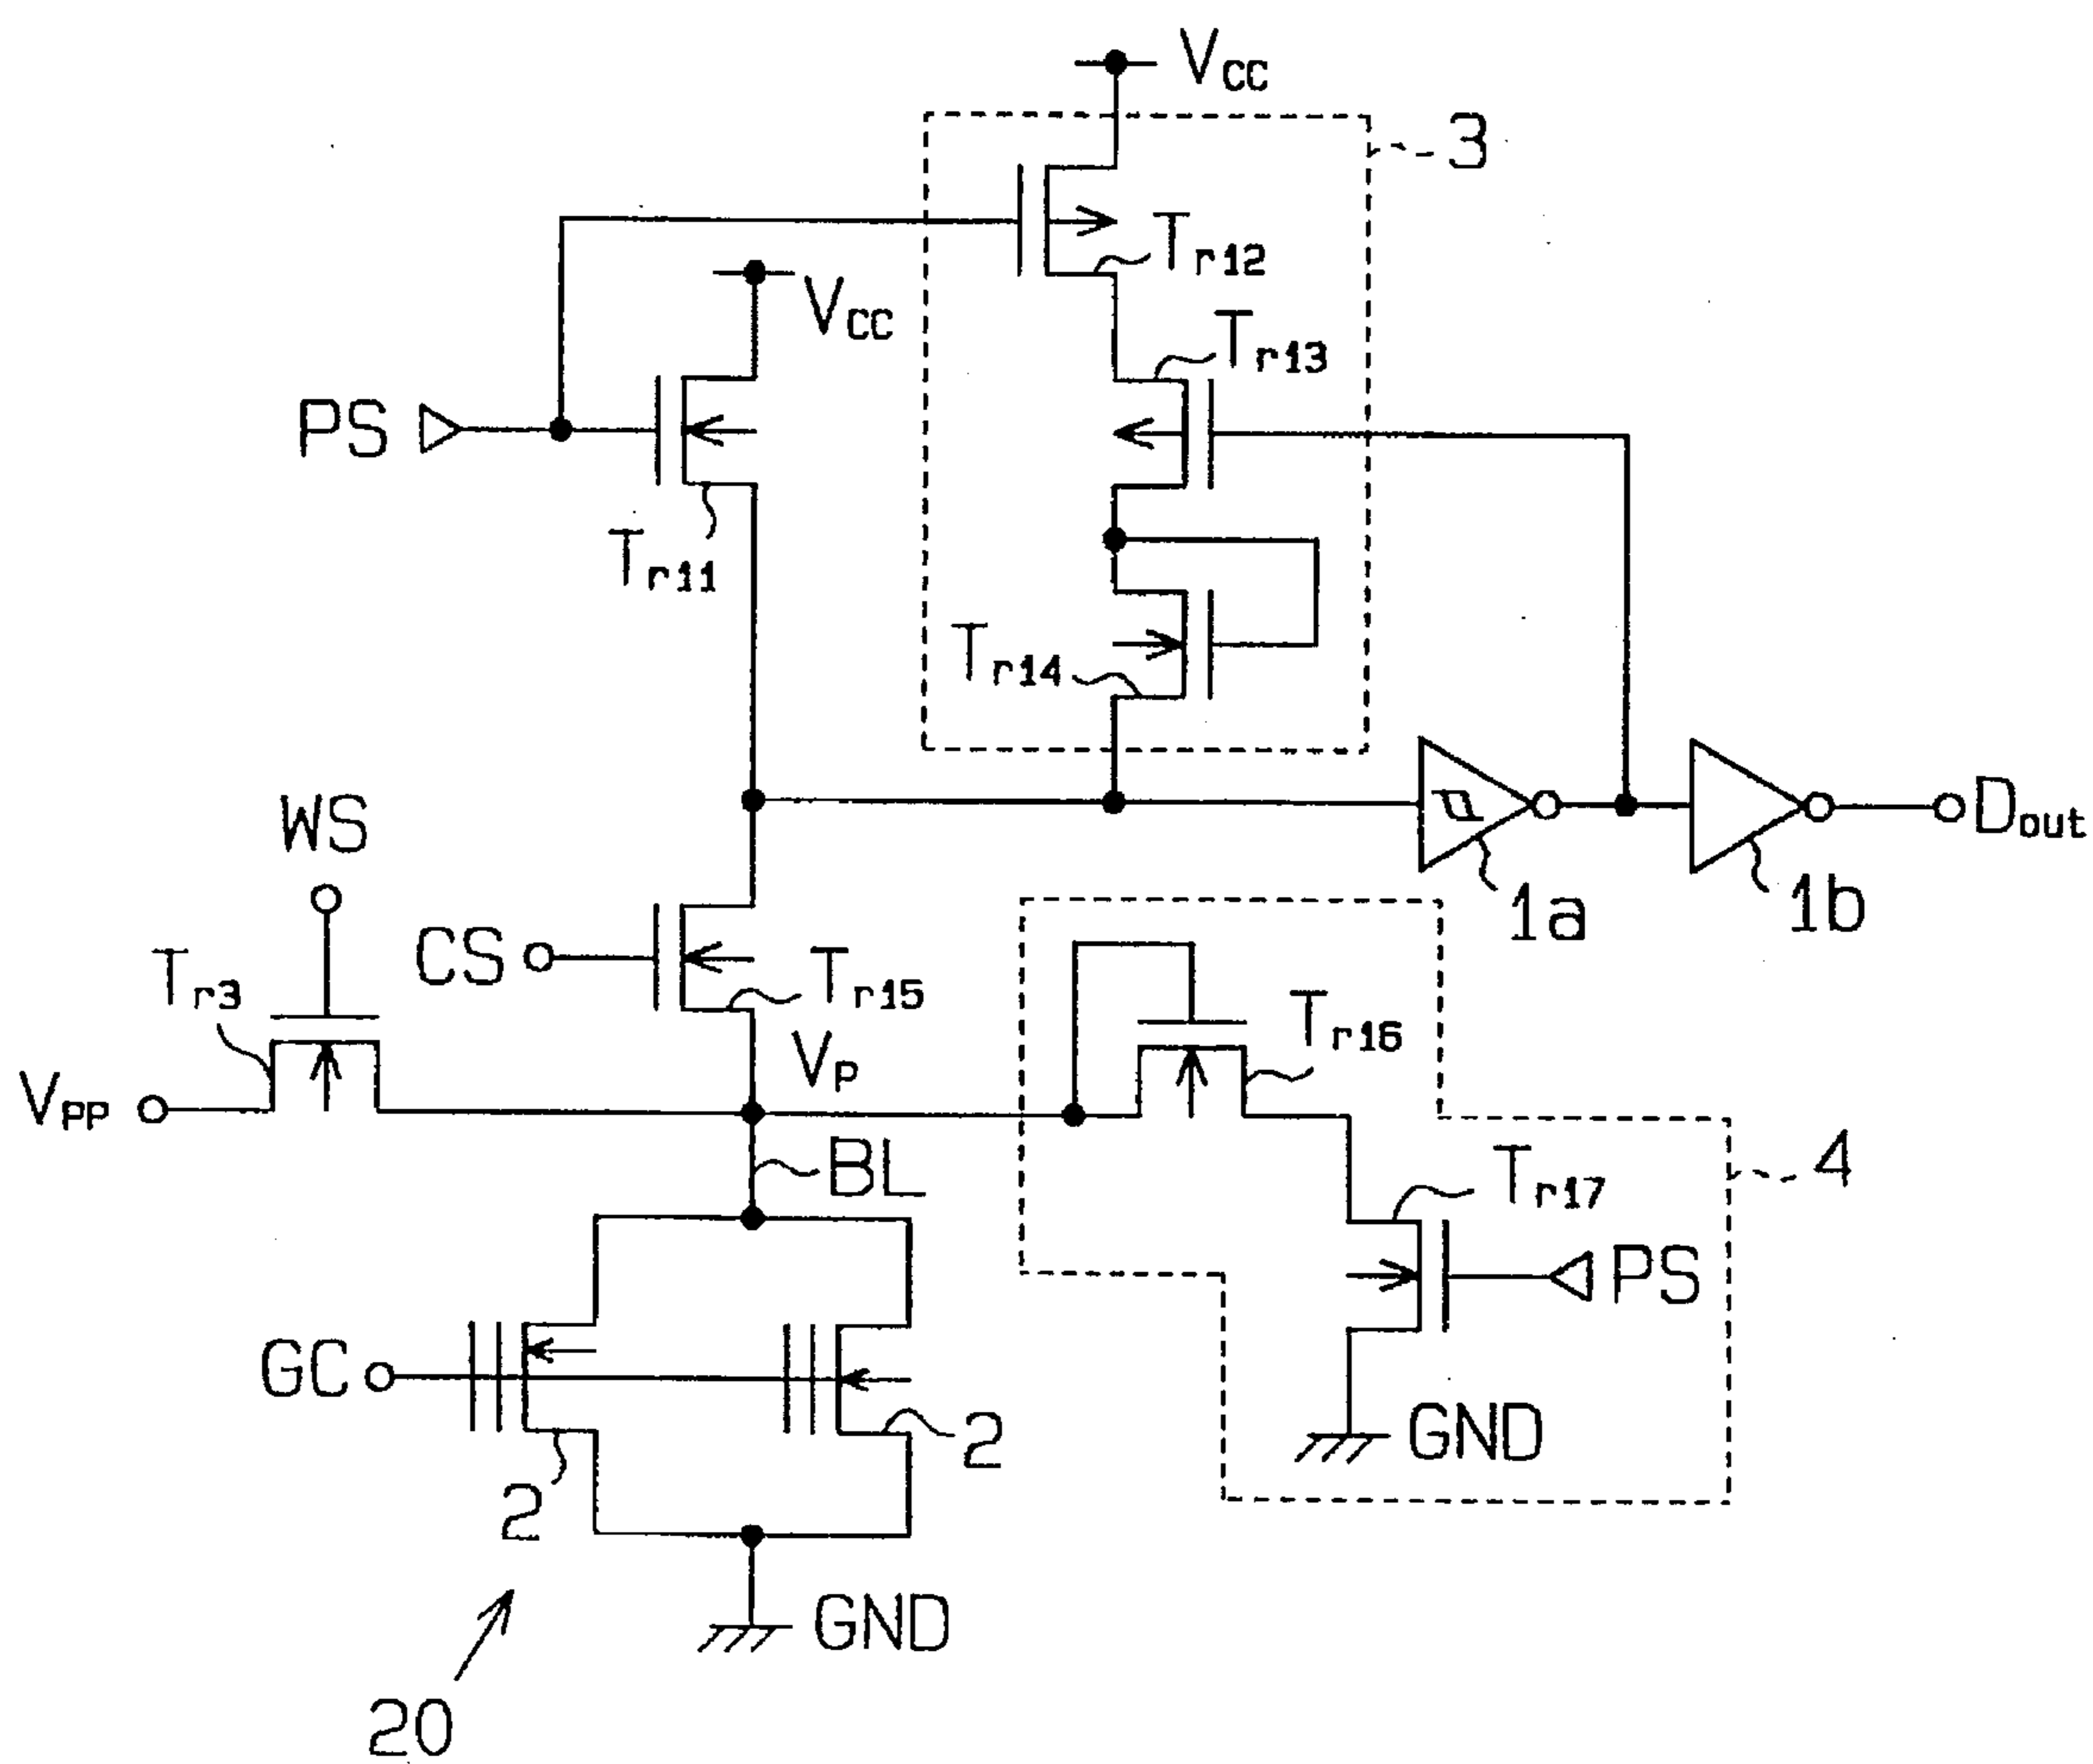 Vcc
3
Tr12
Vcc
Tr13
PS
Tr11
Tr14
WS
Dout
1a
1b
CS
Tr3
Tr15
Tr16
VP
VPP
BL
4
Tr17
PS
GC
2
GND
2
GND
20